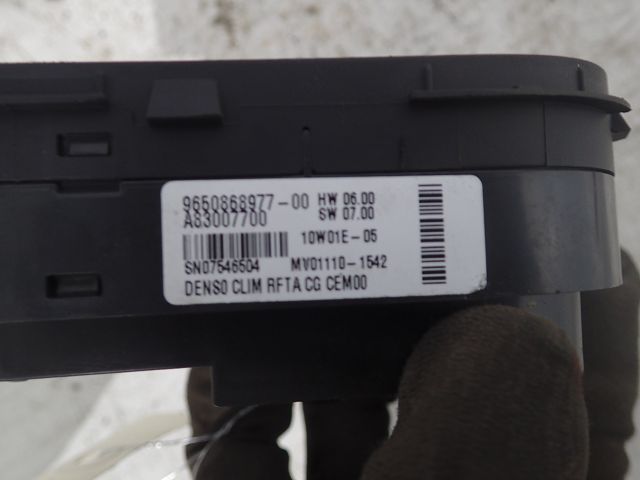 9650868977-00 HW 06.00
A83007700 SW 07.00
10W01E-05
SN07546504 MV01110-1542
DENSO CLIM RFTA CG CEM00